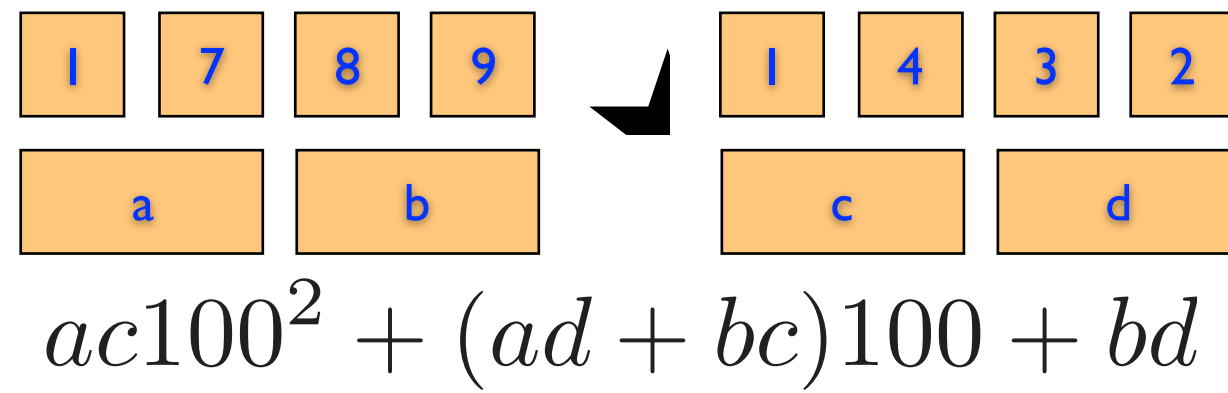 1 7 8 9 1 4 3 2
a b c d
ac100² + (ad + bc)100 + bd